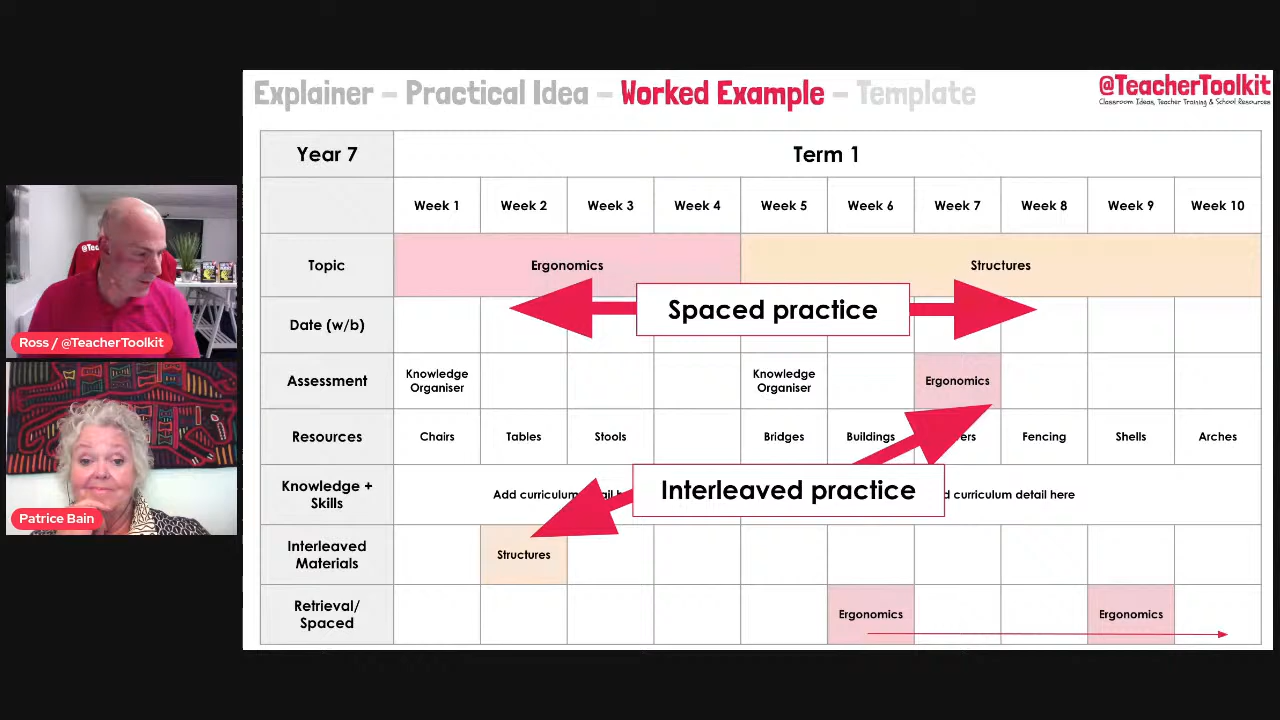 Explainer – Practical Idea – Worked Example – Template
@TeacherToolkit
Classroom Ideas, Teacher Training & School Resources
Year 7
Term 1
Week 1
Week 2
Week 3
Week 4
Week 5
Week 6
Week 7
Week 8
Week 9
Week 10
Topic
Ergonomics
Structures
Spaced practice
Date (w/b)
Assessment
Knowledge
Organiser
Knowledge
Organiser
Ergonomics
Resources
Chairs
Tables
Stools
Bridges
Buildings
Fencing
Shells
Arches
Knowledge +
Skills
Add curriculum
Interleaved practice
curriculum detail here
Interleaved
Materials
Structures
Retrieval/
Spaced
Ergonomics
Ergonomics
Ross / @TeacherToolkit
Patrice Bain